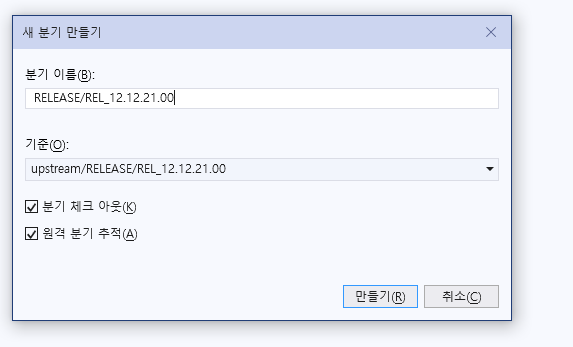 새 분기 만들기
분기 이름(B):
RELEASE/REL_12.12.21.00
기준(O):
upstream/RELEASE/REL_12.12.21.00
분기 체크 아웃(K)
원격 분기 추적(A)
만들기(R) 취소(C)